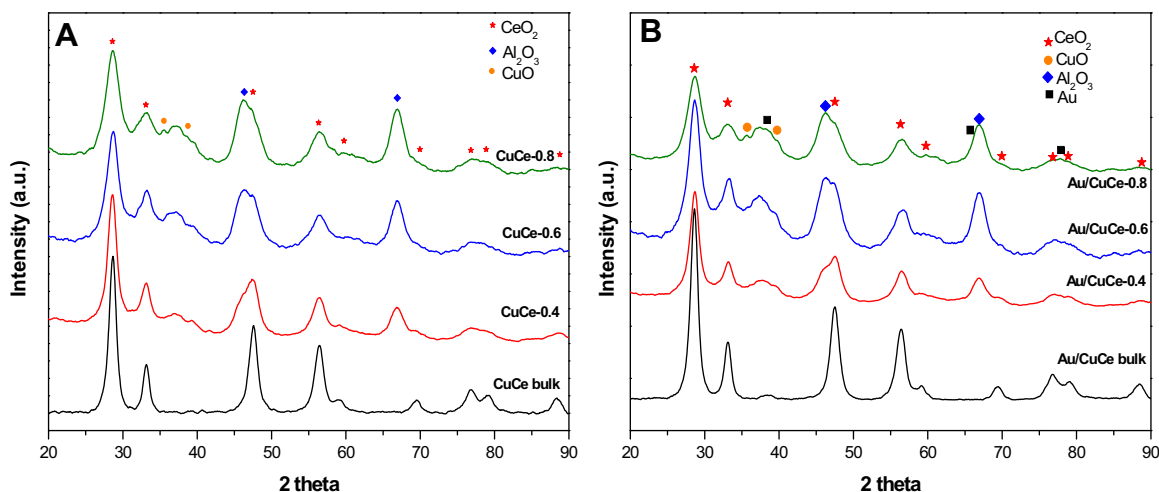 A
CeO2
Al2O3
CuO
CuCe-0.8
CuCe-0.6
CuCe-0.4
CuCe bulk
Intensity (a.u.)
20 30 40 50 60 70 80 90
2 theta
B
CeO2
CuO
Al2O3
Au
Au/CuCe-0.8
Au/CuCe-0.6
Au/CuCe-0.4
Au/CuCe bulk
Intensity (a.u.)
20 30 40 50 60 70 80 90
2 theta